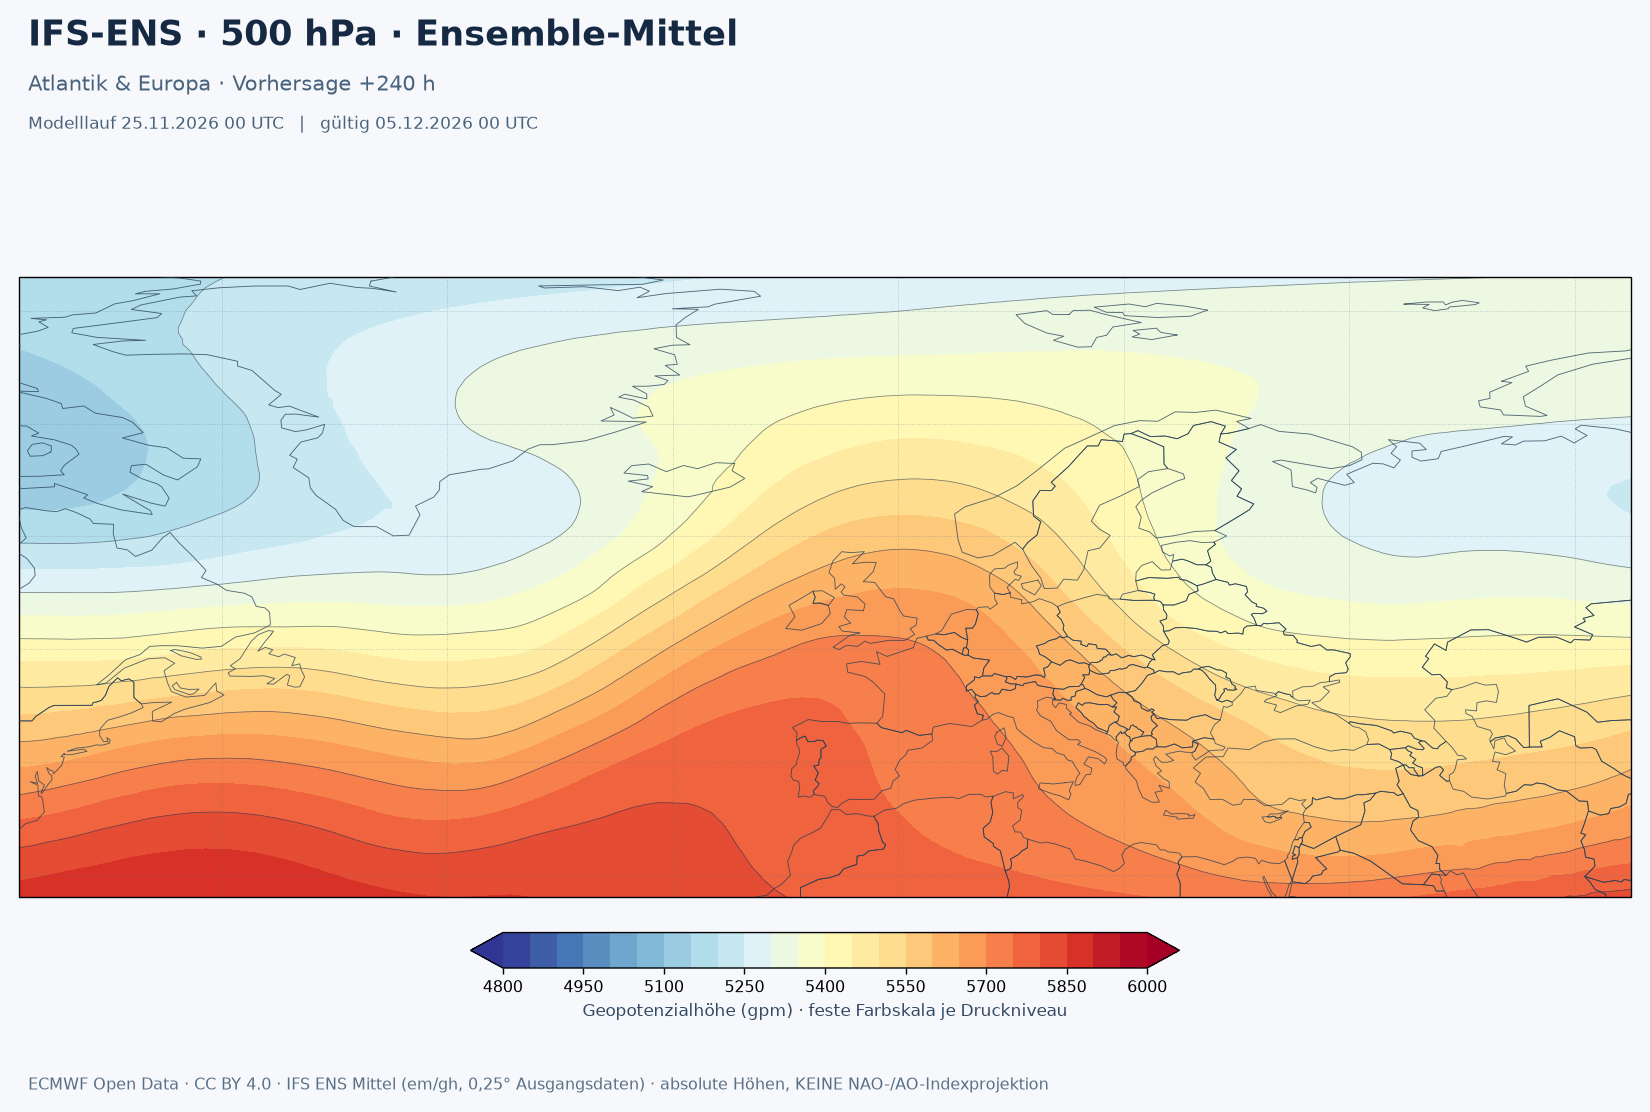 IFS-ENS · 500 hPa · Ensemble-Mittel
Atlantik & Europa · Vorhersage +240 h
Modelllauf 25.11.2026 00 UTC | gültig 05.12.2026 00 UTC
4800 4950 5100 5250 5400 5550 5700 5850 6000
Geopotenzialhöhe (gpm) · feste Farbskala je Druckniveau
ECMWF Open Data · CC BY 4.0 · IFS ENS Mittel (em/gh, 0,25° Ausgangsdaten) · absolute Höhen, KEINE NAO-/AO-Indexprojektion